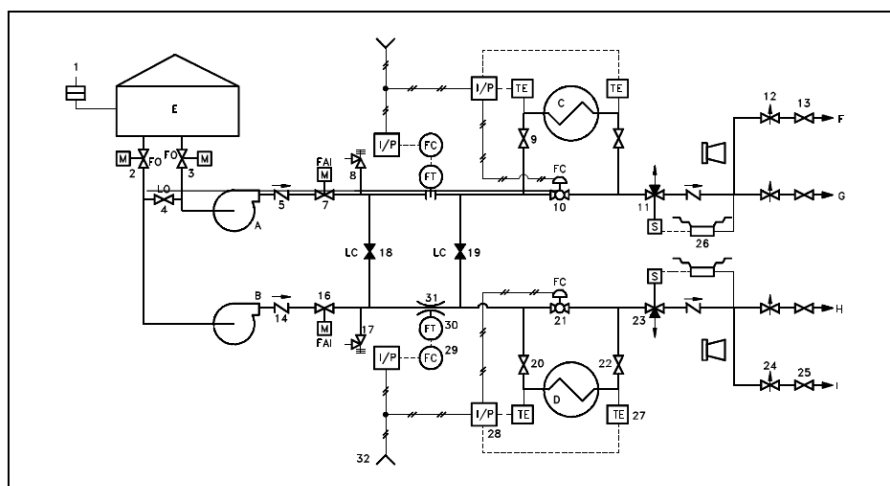 1
E
M FO FO M
2 3
LO
4
A
5
FAI
M
7
8
I/P
FC
FT
I/P
TE
C
TE
9
FC
10
11
S
12 13
F
G
26
LC 18
LC 19
B
14
16
M
FAI
17
31
FT 30
FC 29
I/P
FC
21
S
23
H
20
22
D
24 25
I
I/P
28
TE
TE 27
32